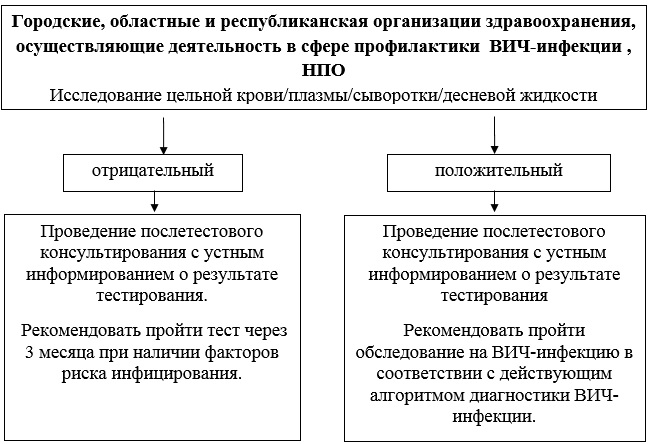 Городские, областные и республиканская организации здравоохранения,
осуществляющие деятельность в сфере профилактики ВИЧ-инфекции ,
НПО
Исследование цельной крови/плазмы/сыворотки/десневой жидкости
отрицательный
положительный
Проведение послетестового
консультирования с устным
информированием о результате
тестирования.
Рекомендовать пройти тест через
3 месяца при наличии факторов
риска инфицирования.
Проведение послетестового
консультирования с устным
информированием о результате
тестирования
Рекомендовать пройти
обследование на ВИЧ-инфекцию в
соответствии с действующим
алгоритмом диагностики ВИЧ-
инфекции.